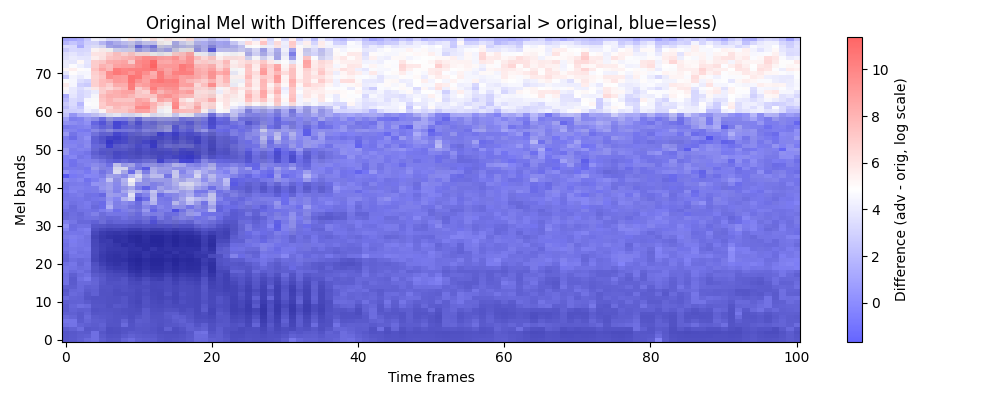 Original Mel with Differences (red=adversarial > original, blue=less)
Mel bands
70
60
50
40
30
20
10
0
0 20 40 60 80 100
Time frames
10
8
6
4
2
0
Difference (adv - orig, log scale)